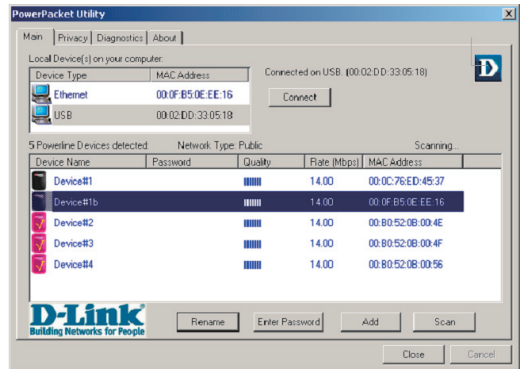 PowerPacket Utility
Main Privacy Diagnostics About
Local Device(s) on your computer:
Device Type MAC Address
Ethernet 00:0F:B5:0E:EE:16
USB 00:02:DD:33:05:18
Connected on USB. (00:02:DD:33:05:18)
Connect
D
5 Powerline Devices detected Network Type: Public Scanning...
Device Name Password Quality Rate (Mbps) MAC Address
Device#1 14.00 00:0C:76:ED:45:37
Device#1b 14.00 00:0F:B5:0E:EE:16
Device#2 14.00 00:B0:52:0B:00:4E
Device#3 14.00 00:B0:52:0B:00:4F
Device#4 14.00 00:B0:52:0B:00:56
D-Link
Building Networks for People
Rename Enter Password Add Scan
Close Cancel